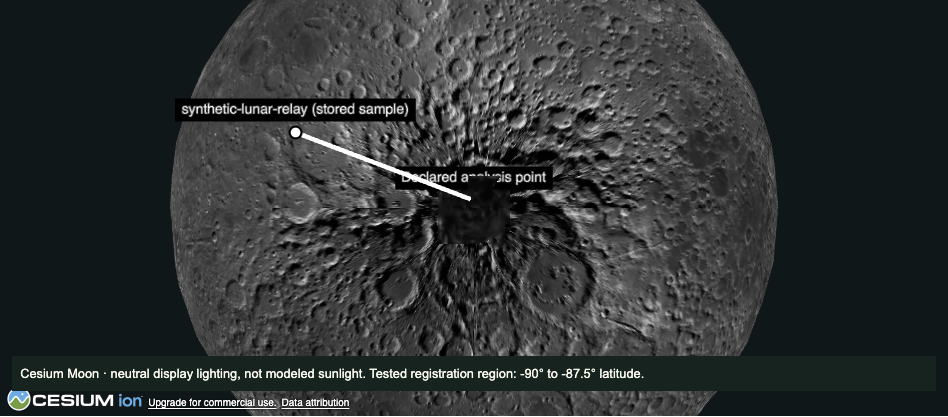 synthetic-lunar-relay (stored sample)
Declared analysis point
Cesium Moon · neutral display lighting, not modeled sunlight. Tested registration region: -90° to -87.5° latitude.
CESIUM ion Upgrade for commercial use. Data attribution